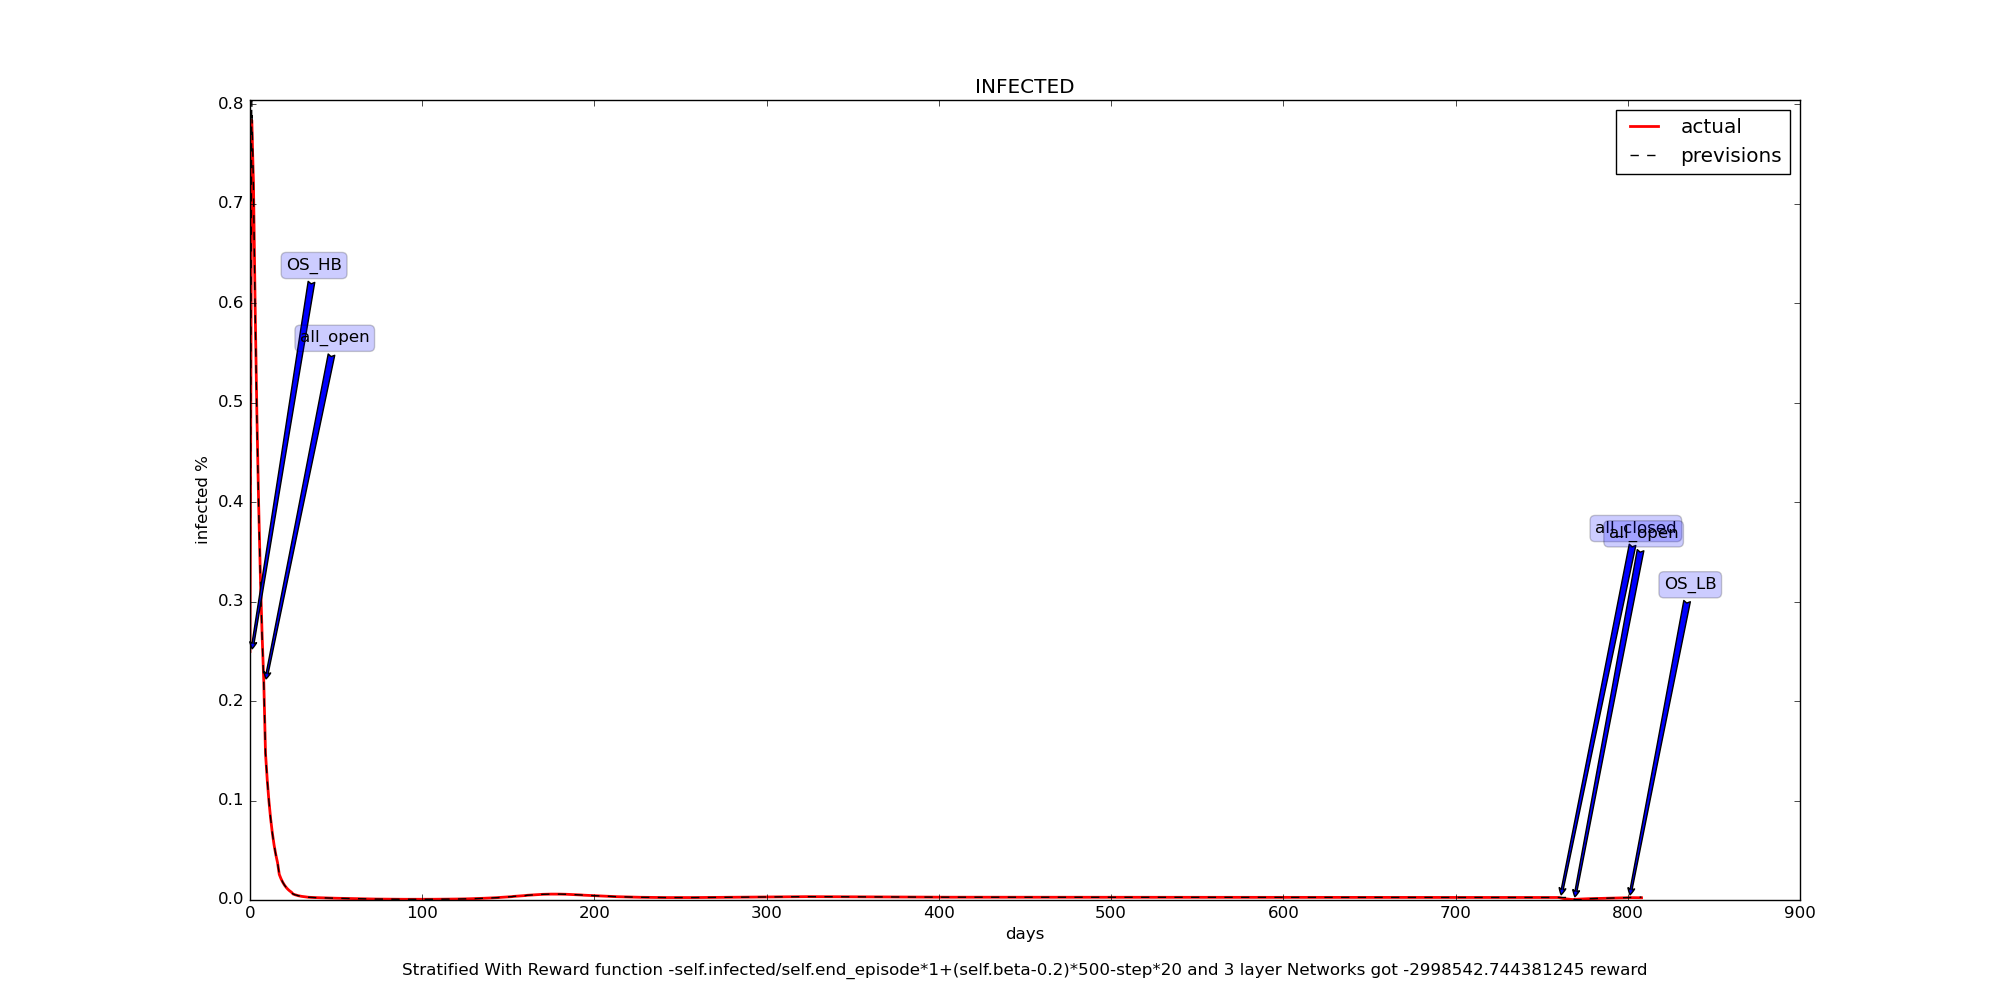 INFECTED
0.8
0.7
0.6
0.5
0.4
0.3
0.2
0.1
0.0
infected %
actual
previsions
OS_HB
all_open
all_closed
all_open
OS_LB
0 100 200 300 400 500 600 700 800 900
days
Stratified With Reward function -self.infected/self.end_episode*1+(self.beta-0.2)*500-step*20 and 3 layer Networks got -2998542.744381245 reward